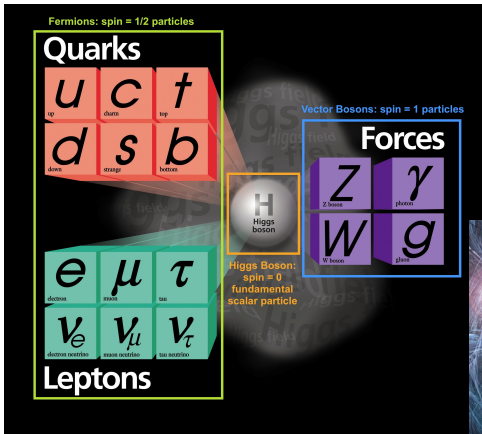 Fermions: spin = 1/2 particles
Quarks
u c t
up charm top
d s b
down strange bottom
Higgs field
Vector Bosons: spin = 1 particles
Forces
Z γ
Z boson photon
W g
W boson gluon
H
Higgs
boson
Higgs Boson:
spin = 0
fundamental
scalar particle
e μ τ
electron muon tau
νe νμ ντ
electron neutrino muon neutrino tau neutrino
Leptons